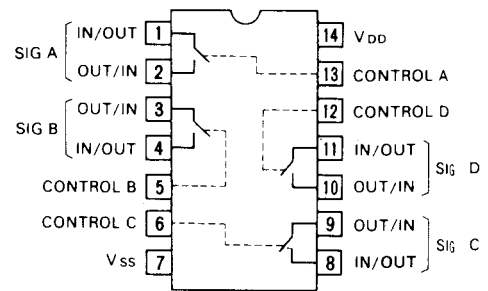 IN/OUT 1
SIG A
OUT/IN 2
OUT/IN 3
SIG B
IN/OUT 4
CONTROL B 5
CONTROL C 6
VSS 7
14 VDD
13 CONTROL A
12 CONTROL D
11 IN/OUT
SIG D
10 OUT/IN
9 OUT/IN
SIG C
8 IN/OUT